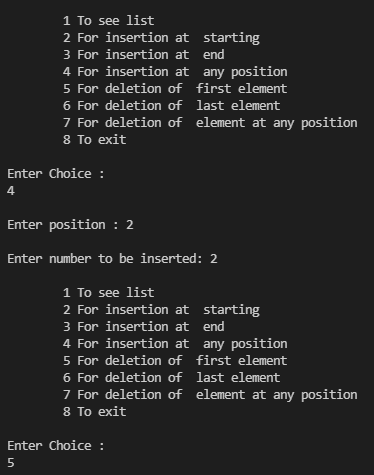 1 To see list
2 For insertion at  starting
3 For insertion at  end
4 For insertion at  any position
5 For deletion of  first element
6 For deletion of  last element
7 For deletion of  element at any position
8 To exit
Enter Choice :
4
Enter position : 2
Enter number to be inserted: 2
1 To see list
2 For insertion at  starting
3 For insertion at  end
4 For insertion at  any position
5 For deletion of  first element
6 For deletion of  last element
7 For deletion of  element at any position
8 To exit
Enter Choice :
5